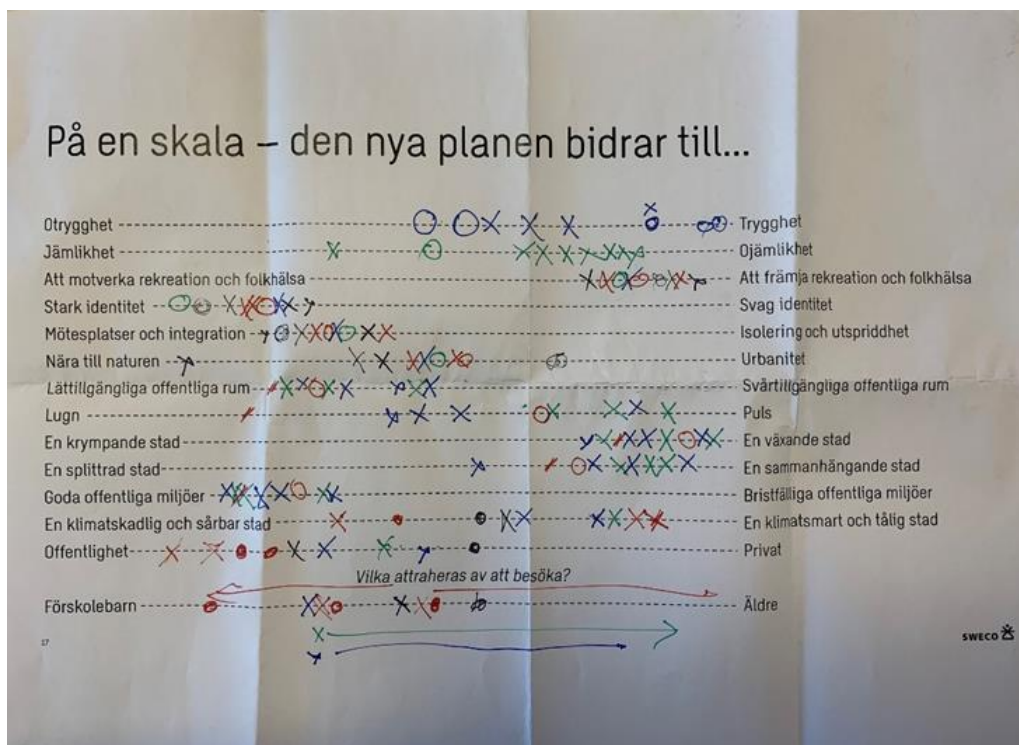 På en skala – den nya planen bidrar till...
Otrygghet Trygghet
Jämlikhet Ojämlikhet
Att motverka rekreation och folkhälsa Att främja rekreation och folkhälsa
Stark identitet Svag identitet
Mötesplatser och integration Isolering och utspriddhet
Nära till naturen Urbanitet
Lättillgängliga offentliga rum Svårtillgängliga offentliga rum
Lugn Puls
En krympande stad En växande stad
En splittrad stad En sammanhängande stad
Goda offentliga miljöer Bristfälliga offentliga miljöer
En klimatskadlig och sårbar stad En klimatsmart och tålig stad
Offentlighet Privat
Vilka attraheras av att besöka?
Förskolebarn Äldre
17 SWECO